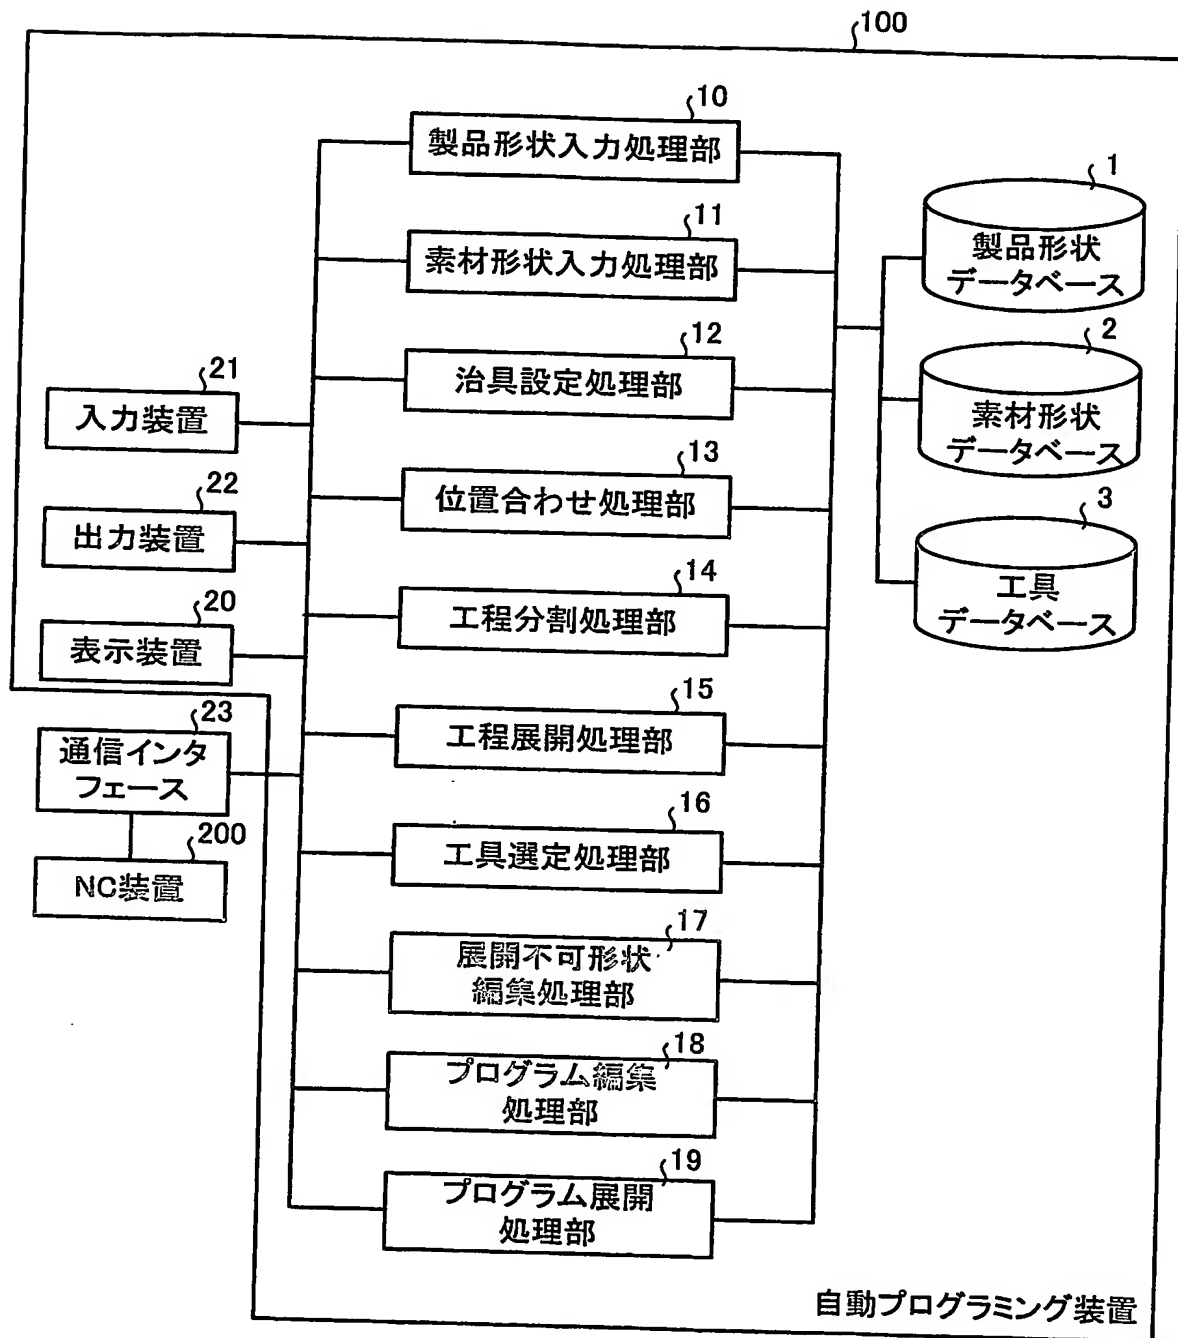 100
10
製品形状入力処理部
11
素材形状入力処理部
12
治具設定処理部
13
位置合わせ処理部
14
工程分割処理部
15
工程展開処理部
16
工具選定処理部
17
展開不可形状
編集処理部
18
プログラム編集
処理部
19
プログラム展開
処理部
21
入力装置
22
出力装置
20
表示装置
23
通信インタ
フェース
200
NC装置
1
製品形状
データベース
2
素材形状
データベース
3
工具
データベース
自動プログラミング装置